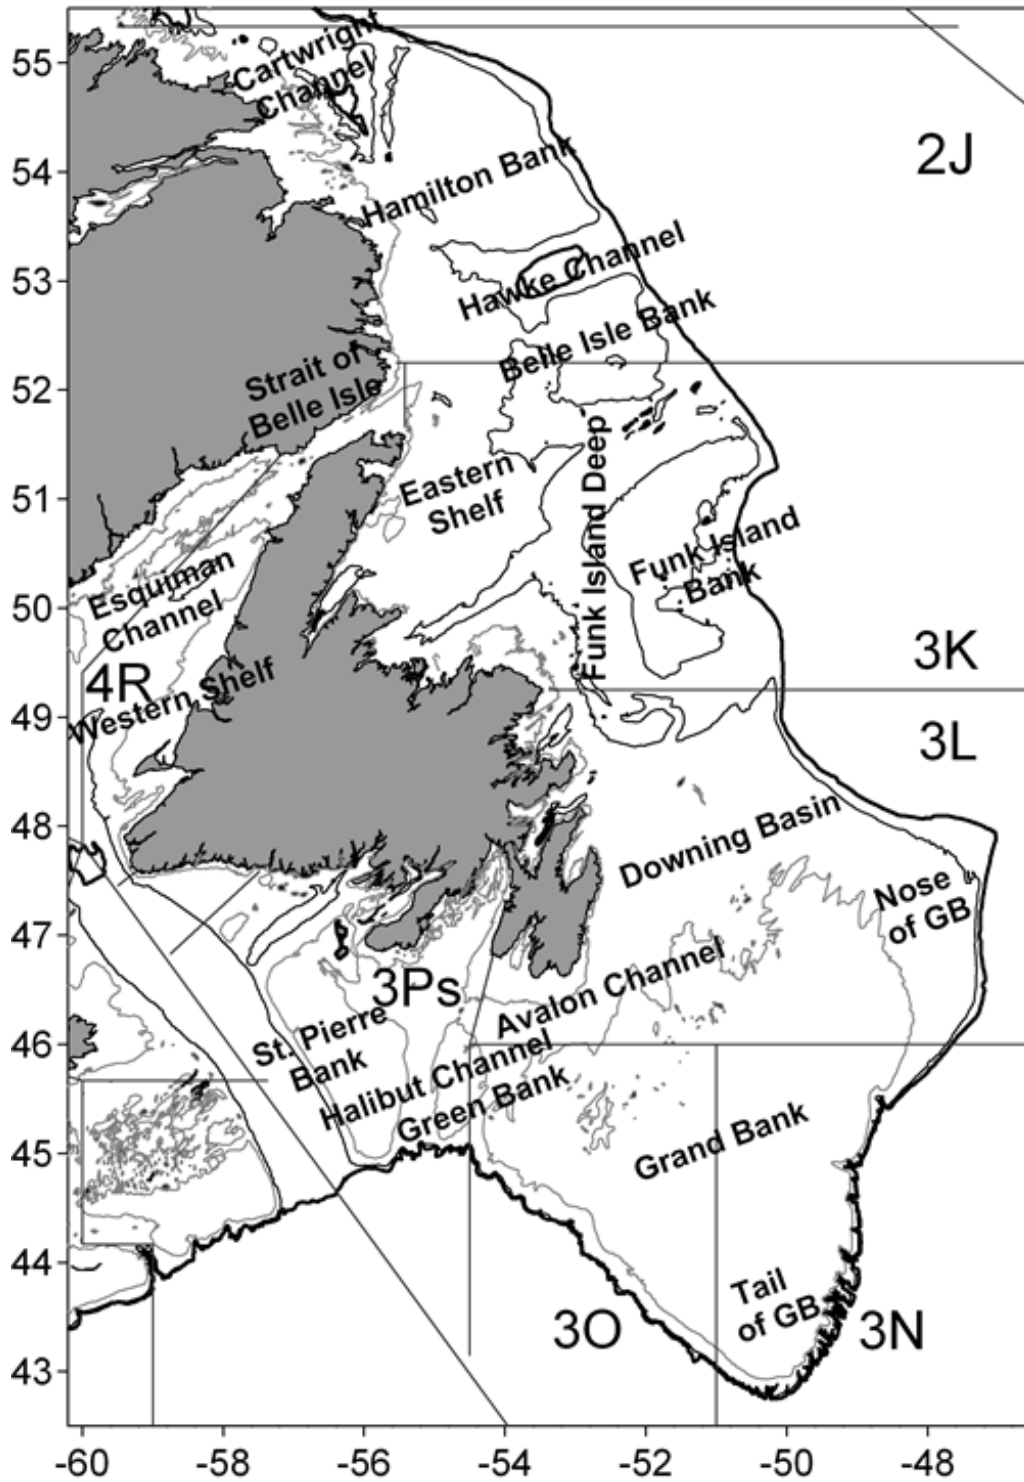 55
Cartwright
Channel
2J
54
Hamilton Bank
53
Hawke Channel
Belle Isle Bank
52
Strait of
Belle Isle
51
Eastern
Shelf
Funk Island Deep
Funk Island
Bank
50
Esquiman
Channel
3K
4R
49
Western Shelf
3L
48
Downing Basin
47
Nose
of GB
3Ps
Avalon Channel
46
St. Pierre
Bank
Halibut Channel
Green Bank
45
Grand Bank
44
Tail
of GB
3O
3N
43
-60
-58
-56
-54
-52
-50
-48